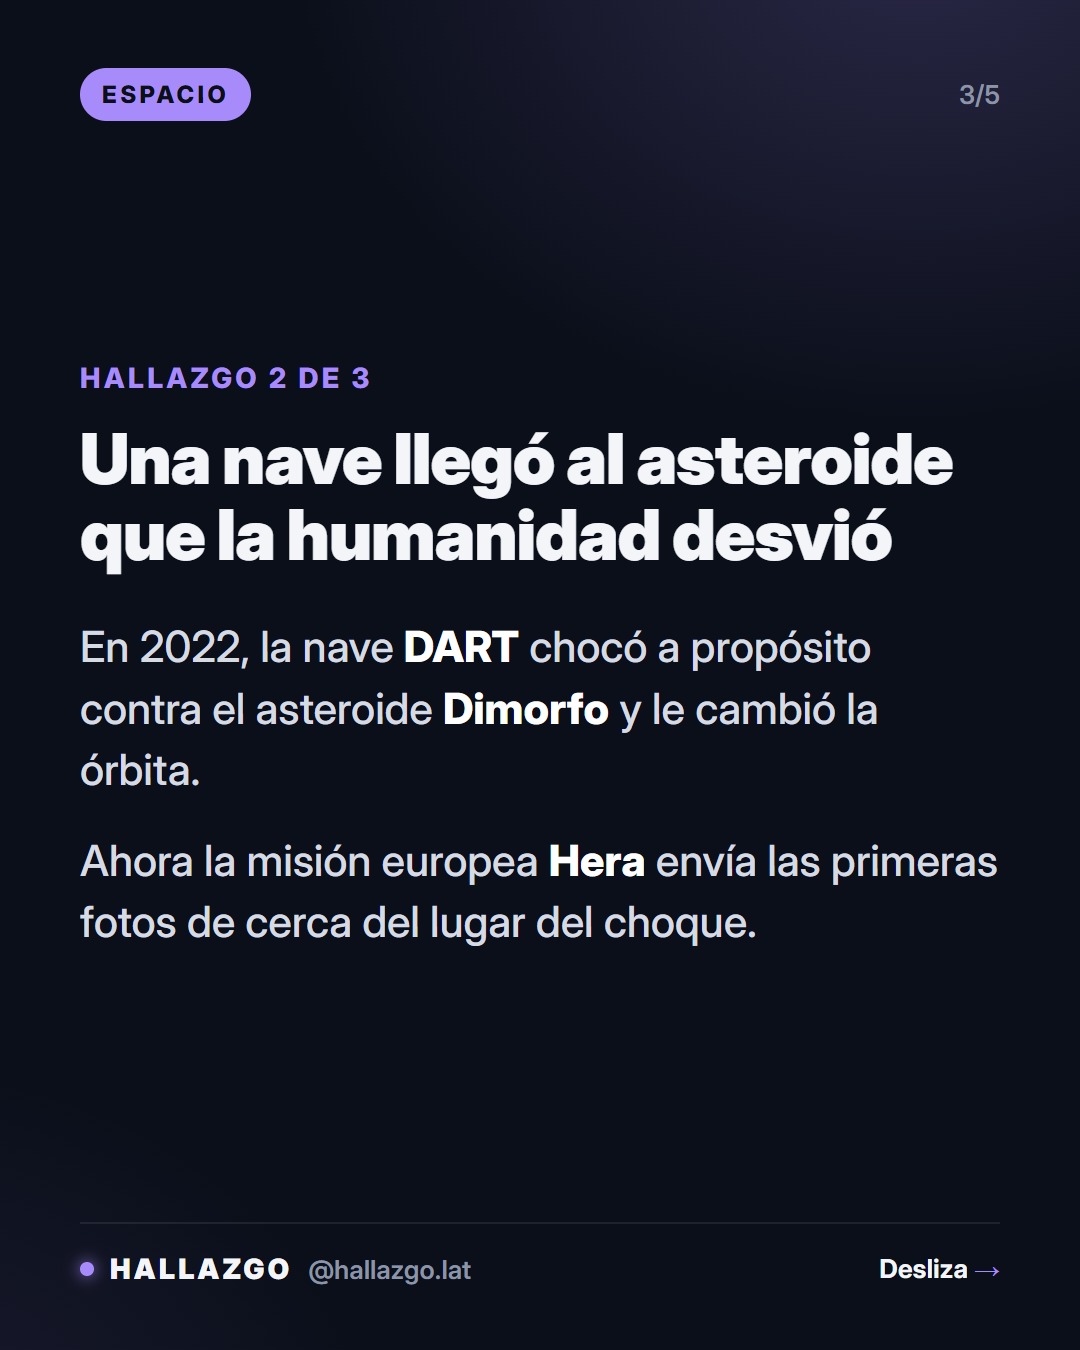 ESPACIO
3/5
HALLAZGO 2 DE 3
Una nave llegó al asteroide
que la humanidad desvió
En 2022, la nave DART chocó a propósito
contra el asteroide Dimorfo y le cambió la
órbita.
Ahora la misión europea Hera envía las primeras
fotos de cerca del lugar del choque.
HALLAZGO @hallazgo.lat
Desliza →